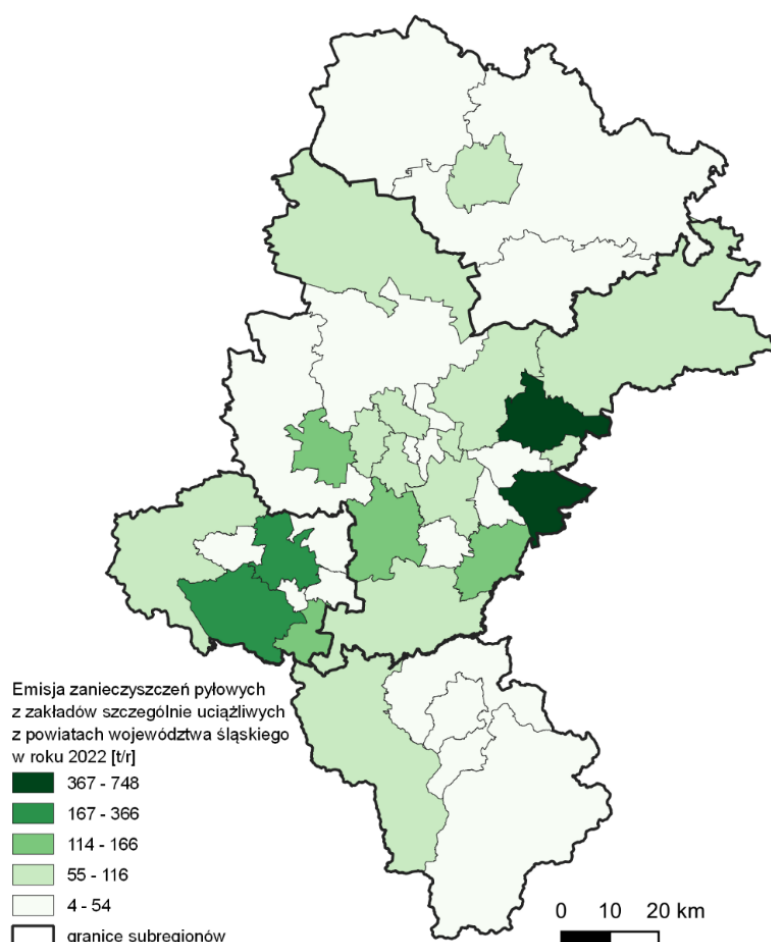 Emisja zanieczyszczeń pyłowych
z zakładów szczególnie uciążliwych
z powiatach województwa śląskiego
w roku 2022 [t/r]
367 - 748
167 - 366
114 - 166
55 - 116
4 - 54
granice subregionów
0 10 20 km